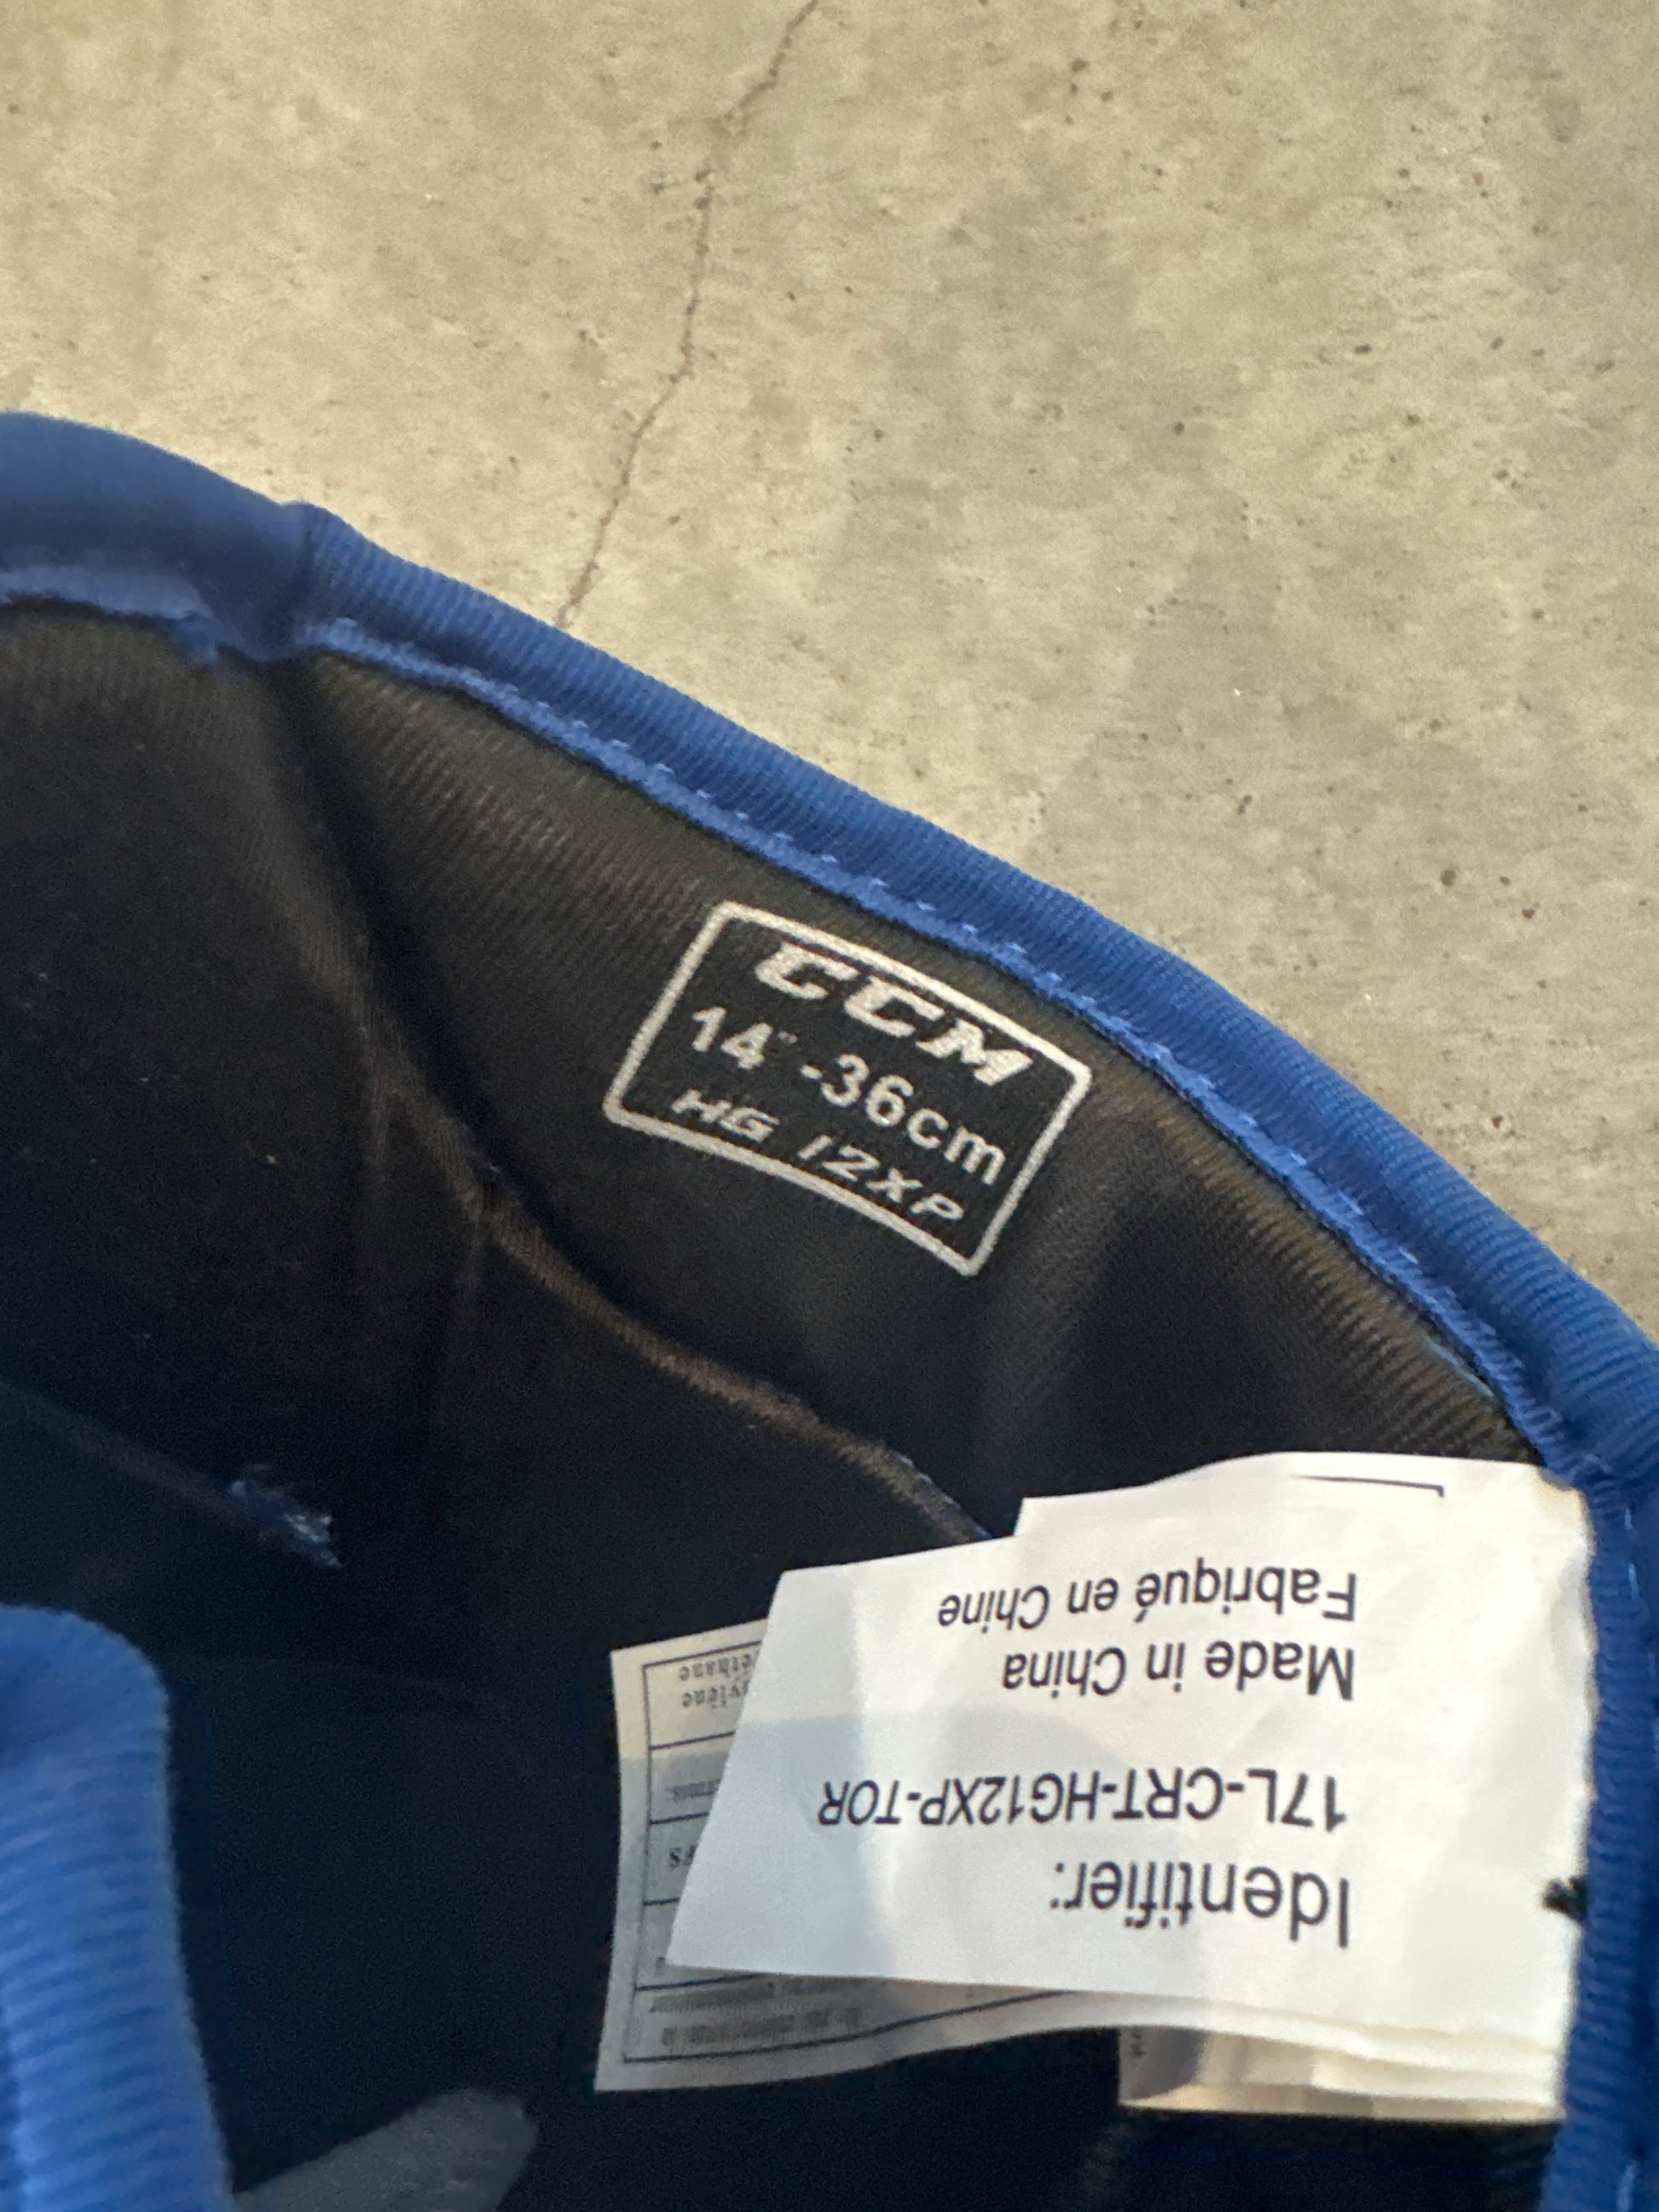 CCM
14" -36cm
HG 12XP
Identifier:
17L-CRT-HG12XP-TOR
Made in China
Fabriqué en Chine